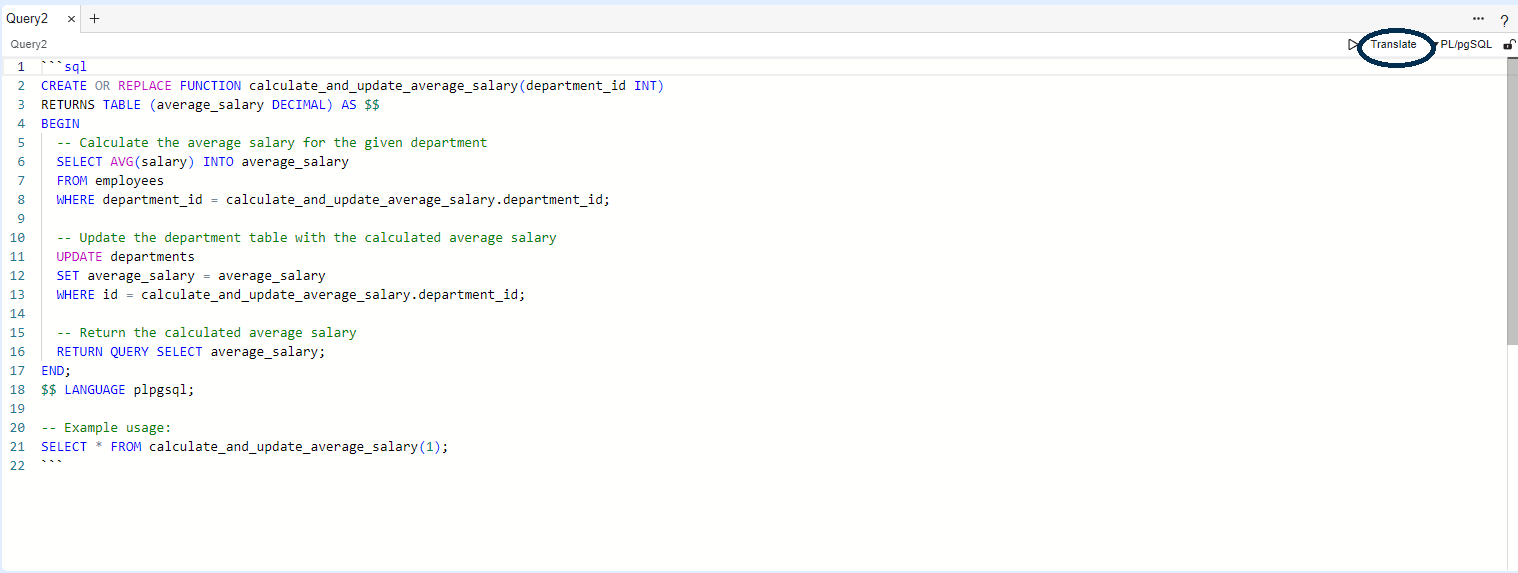 Query2 × +
··· ?
Query2
Translate PL/pgSQL
1 ```sql
2 CREATE OR REPLACE FUNCTION calculate_and_update_average_salary(department_id INT)
3 RETURNS TABLE (average_salary DECIMAL) AS $$
4 BEGIN
5 -- Calculate the average salary for the given department
6 SELECT AVG(salary) INTO average_salary
7 FROM employees
8 WHERE department_id = calculate_and_update_average_salary.department_id;
9
10 -- Update the department table with the calculated average salary
11 UPDATE departments
12 SET average_salary = average_salary
13 WHERE id = calculate_and_update_average_salary.department_id;
14
15 -- Return the calculated average salary
16 RETURN QUERY SELECT average_salary;
17 END;
18 $$ LANGUAGE plpgsql;
19
20 -- Example usage:
21 SELECT * FROM calculate_and_update_average_salary(1);
22 ```